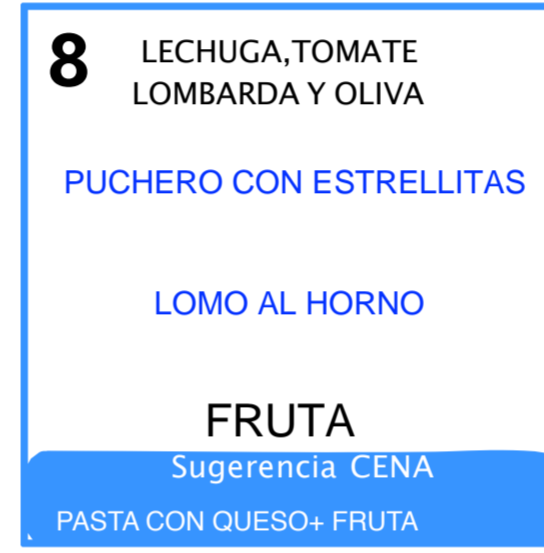 8
LECHUGA,TOMATE
LOMBARDA Y OLIVA
PUCHERO CON ESTRELLITAS
LOMO AL HORNO
FRUTA
Sugerencia CENA
PASTA CON QUESO+ FRUTA